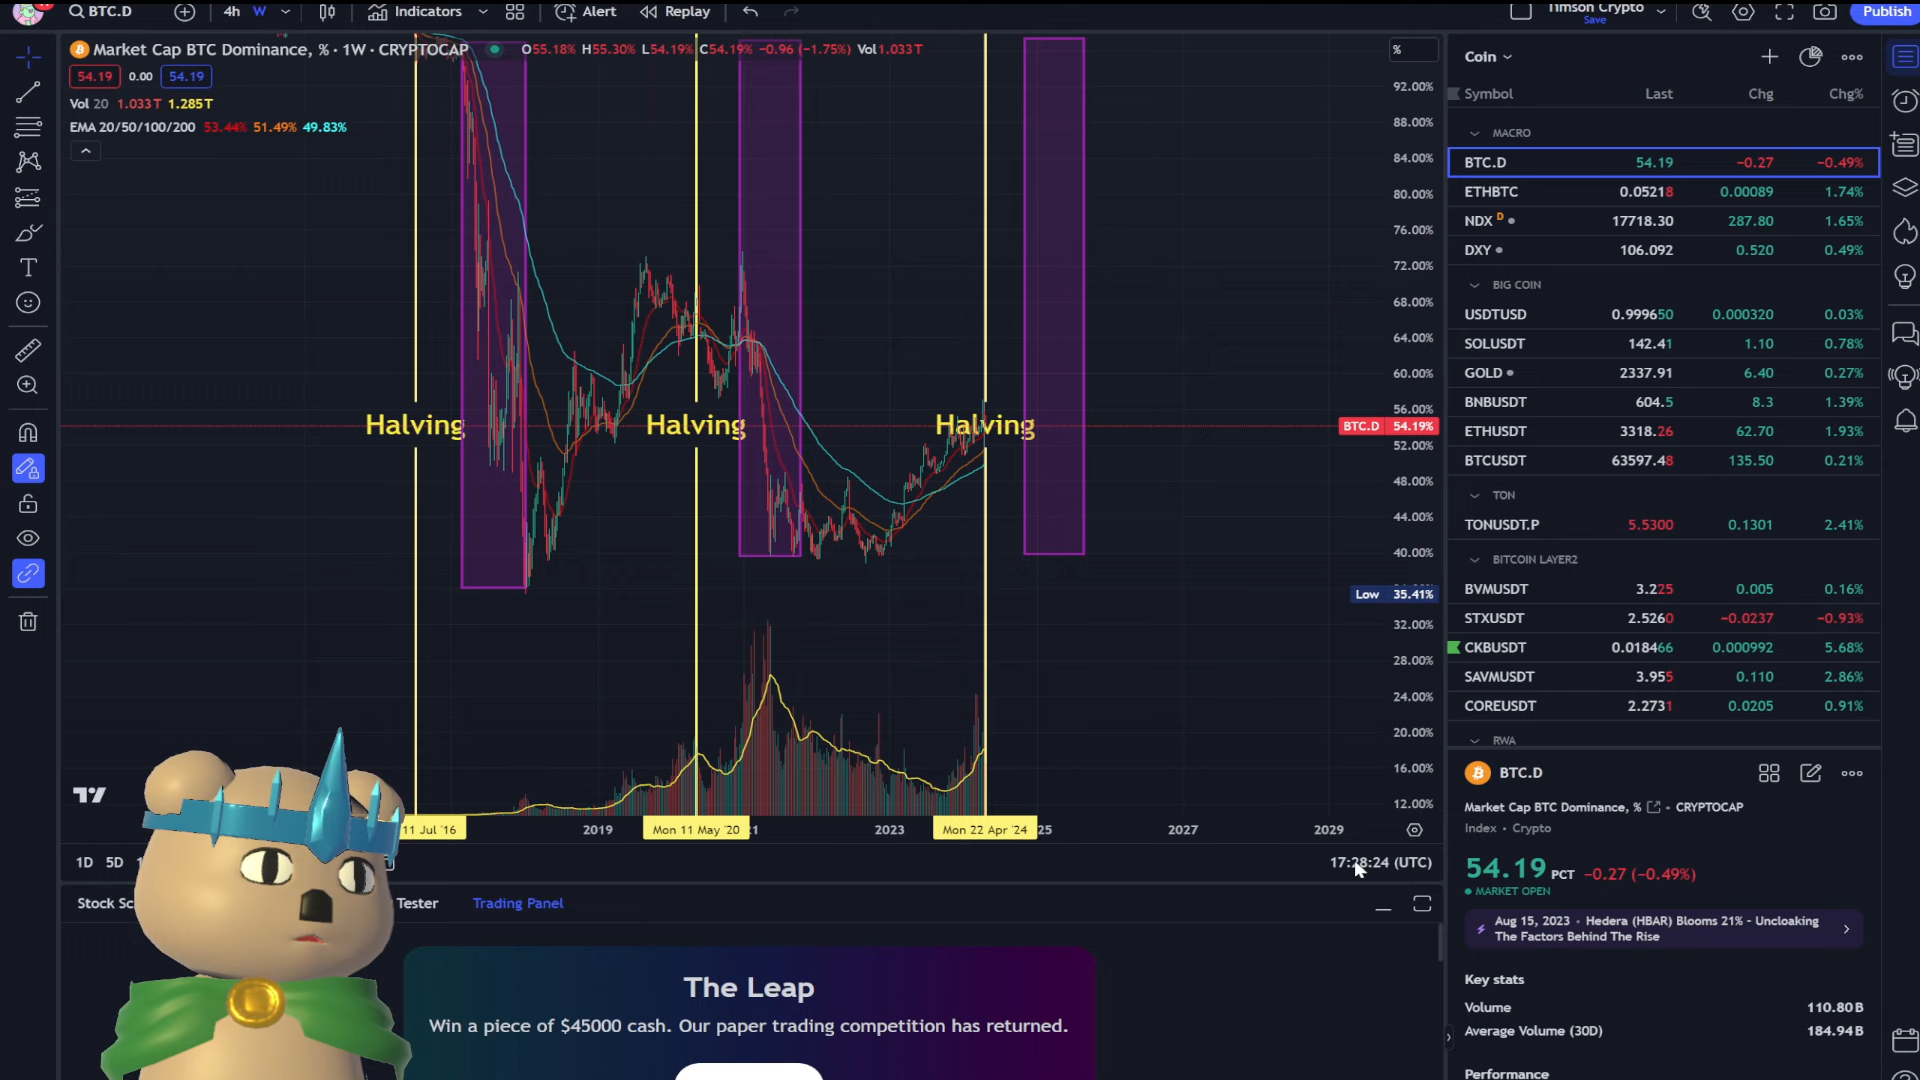 BTC.D
4h W
Indicators
Alert
Replay
Timson Crypto
Save
Publish
Market Cap BTC Dominance, % · 1W · CRYPTOCAP
O55.18% H55.30% L54.19% C54.19% −0.96 (−1.75%) Vol1.033T
54.19 0.00 54.19
Vol 20 1.033T 1.285T
EMA 20/50/100/200 53.44% 51.49% 49.83%
%
92.00%
88.00%
84.00%
80.00%
76.00%
72.00%
68.00%
64.00%
60.00%
56.00%
BTC.D 54.19%
52.00%
48.00%
44.00%
40.00%
Low 35.41%
32.00%
28.00%
24.00%
20.00%
16.00%
12.00%
Halving
Halving
Halving
11 Jul '16
2019
Mon 11 May '20
2023
Mon 22 Apr '24
25
2027
2029
1D 5D
17:28:24 (UTC)
Tester
Trading Panel
The Leap
Win a piece of $45000 cash. Our paper trading competition has returned.
Coin
Symbol Last Chg Chg%
MACRO
BTC.D 54.19 −0.27 −0.49%
ETHBTC 0.05218 0.00089 1.74%
NDX D 17718.30 287.80 1.65%
DXY 106.092 0.520 0.49%
BIG COIN
USDTUSD 0.999650 0.000320 0.03%
SOLUSDT 142.41 1.10 0.78%
GOLD 2337.91 6.40 0.27%
BNBUSDT 604.5 8.3 1.39%
ETHUSDT 3318.26 62.70 1.93%
BTCUSDT 63597.48 135.50 0.21%
TON
TONUSDT.P 5.5300 0.1301 2.41%
BITCOIN LAYER2
BVMUSDT 3.225 0.005 0.16%
STXUSDT 2.5260 −0.0237 −0.93%
CKBUSDT 0.018466 0.000992 5.68%
SAVMUSDT 3.955 0.110 2.86%
COREUSDT 2.2731 0.0205 0.91%
RWA
BTC.D
Market Cap BTC Dominance, % • CRYPTOCAP
Index • Crypto
54.19 PCT −0.27 (−0.49%)
MARKET OPEN
Aug 15, 2023 • Hedera (HBAR) Blooms 21% - Uncloaking
The Factors Behind The Rise
Key stats
Volume 110.80B
Average Volume (30D) 184.94B
Performance